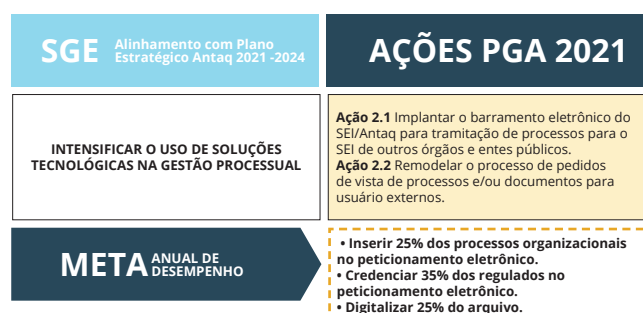 SGE Alinhamento com Plano
Estratégico Antaq 2021 -2024
AÇÕES PGA 2021
INTENSIFICAR O USO DE SOLUÇÕES
TECNOLÓGICAS NA GESTÃO PROCESSUAL
Ação 2.1 Implantar o barramento eletrônico do
SEI/Antaq para tramitação de processos para o
SEI de outros órgãos e entes públicos.
Ação 2.2 Remodelar o processo de pedidos
de vista de processos e/ou documentos para
usuário externos.
META ANUAL DE
DESEMPENHO
• Inserir 25% dos processos organizacionais
no peticionamento eletrônico.
• Credenciar 35% dos regulados no
peticionamento eletrônico.
• Digitalizar 25% do arquivo.